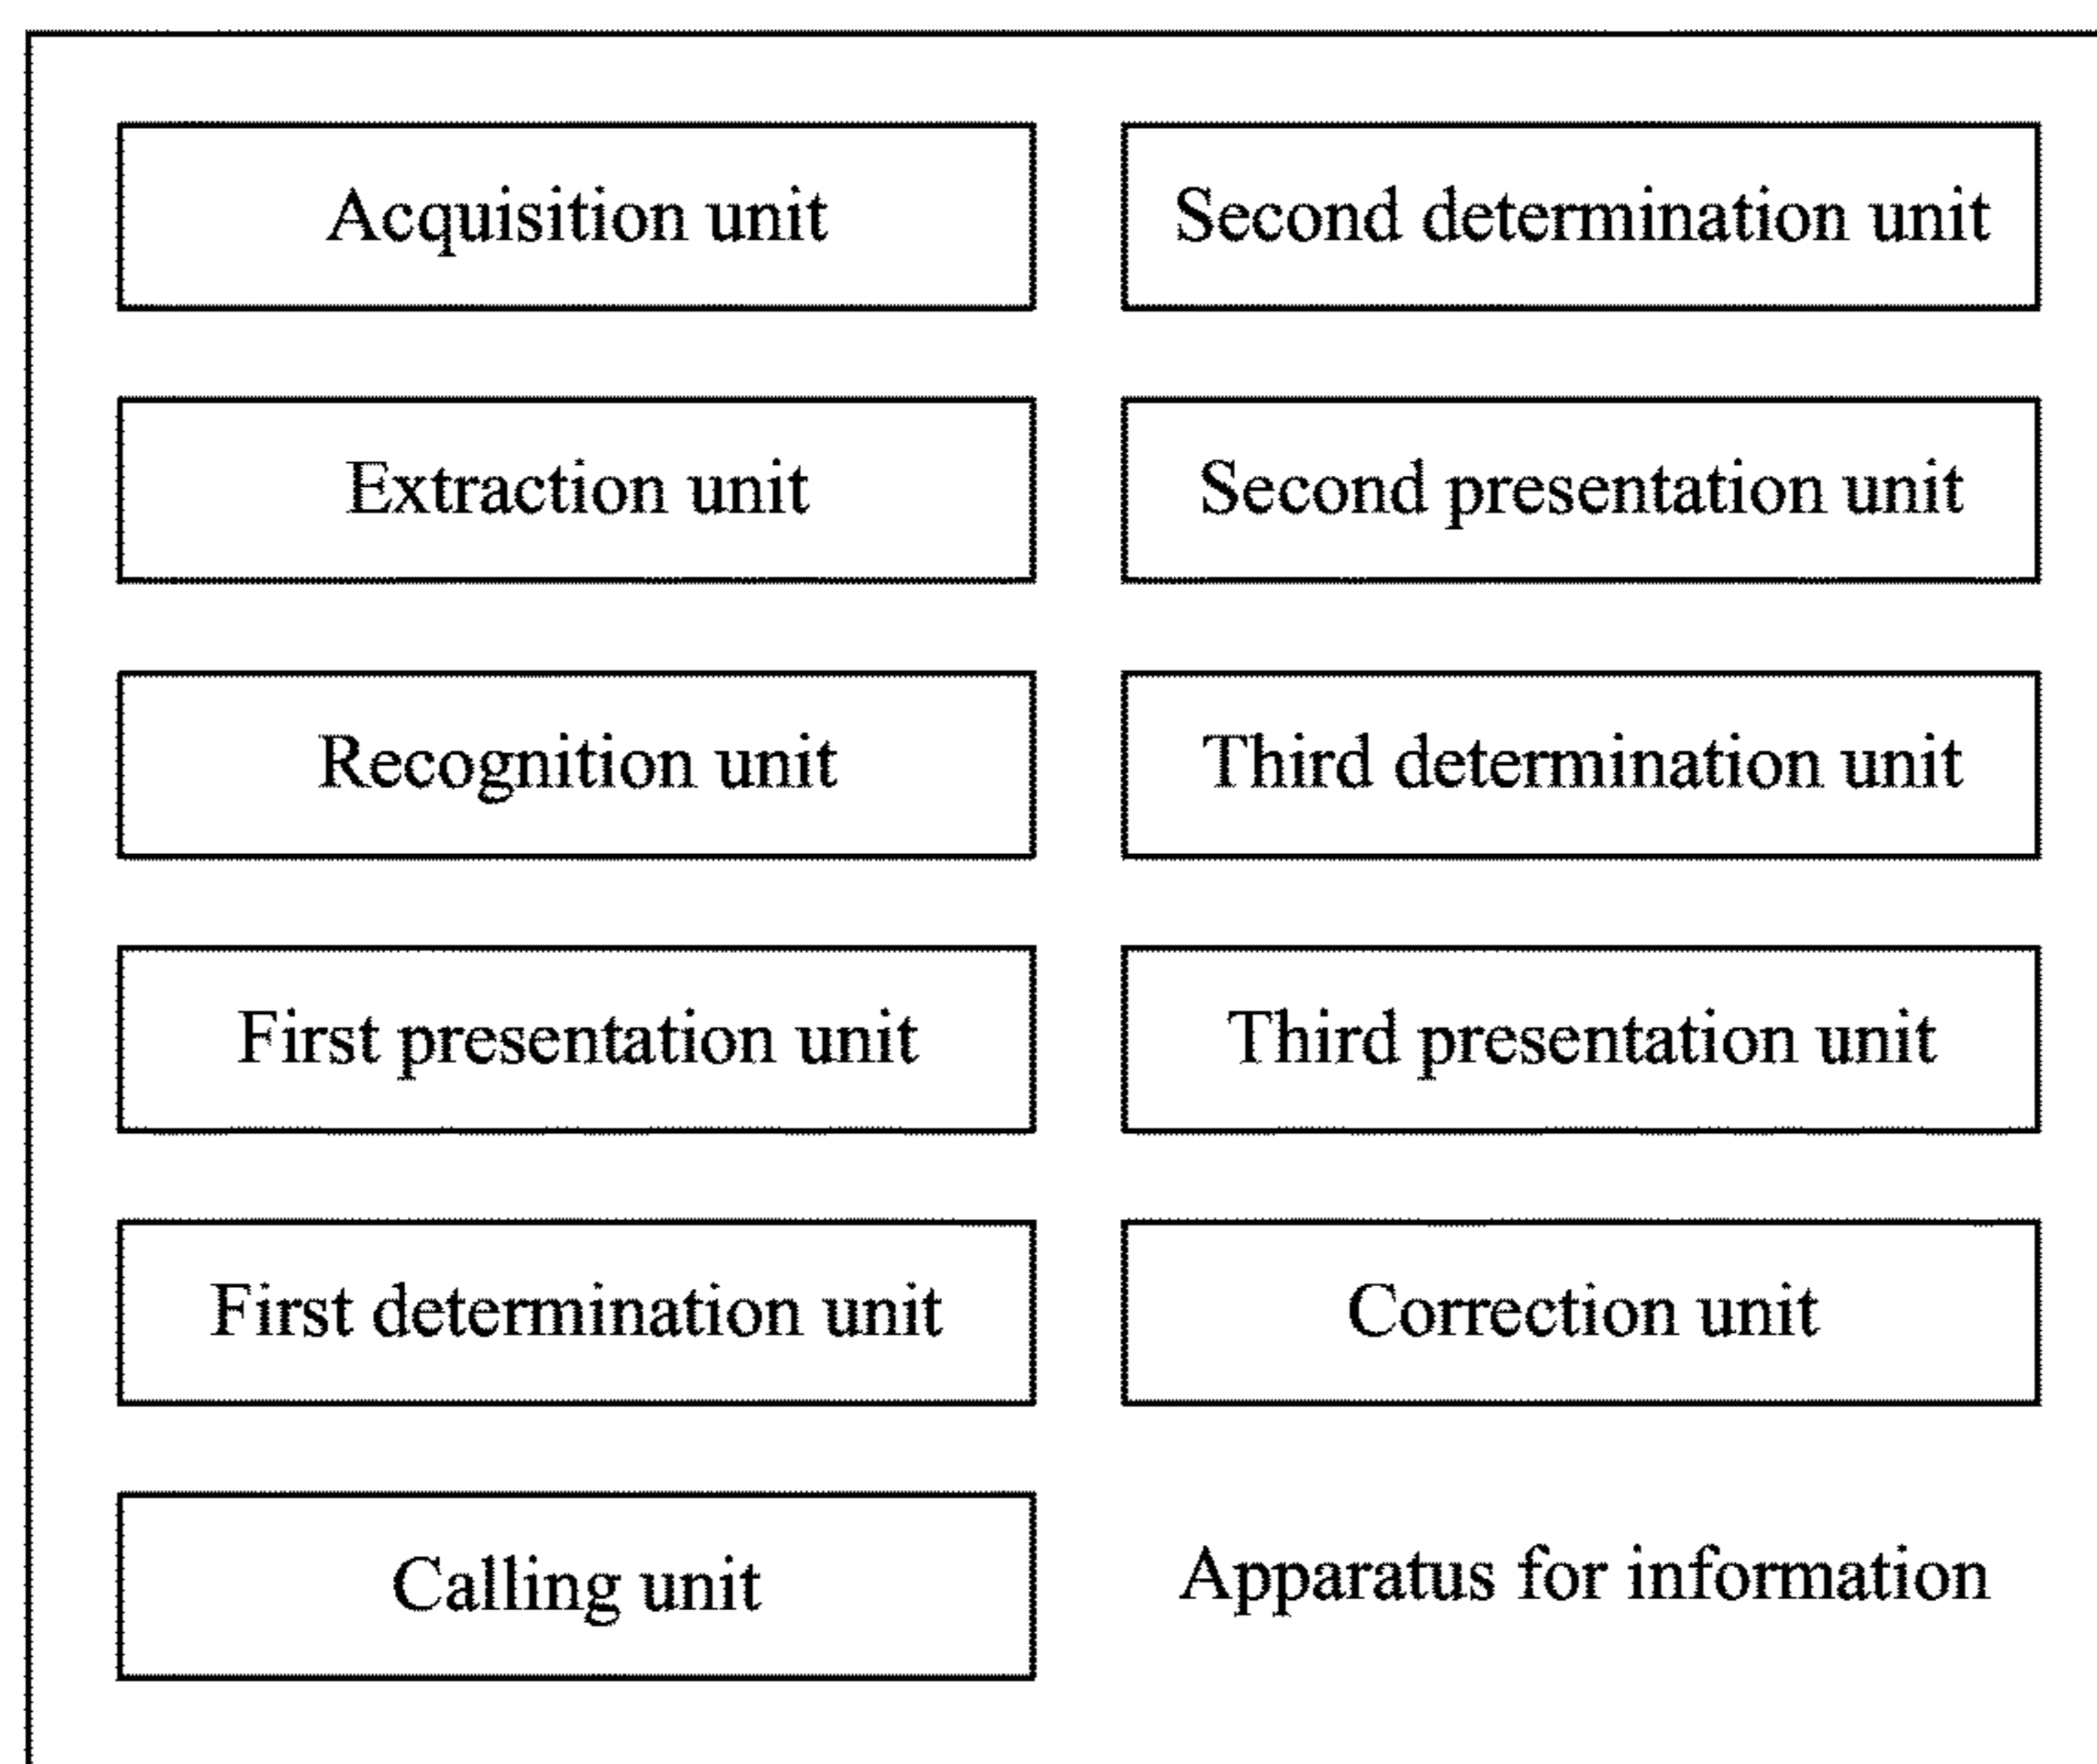 Acquisition unit
Extraction unit
Recognition unit
First presentation unit
First determination unit
Calling unit
Second determination unit
Second presentation unit
Third determination unit
Third presentation unit
Correction unit
Apparatus for information